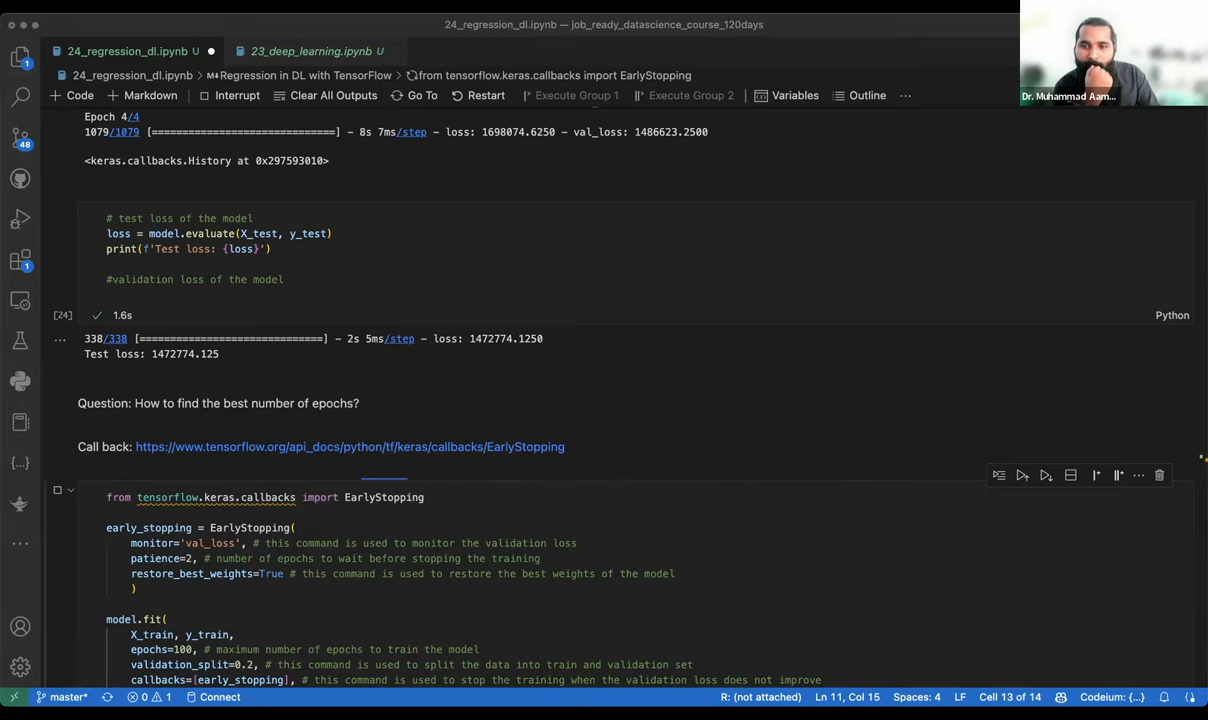 24_regression_dl.ipynb — job_ready_datascience_course_120days
24_regression_dl.ipynb U
23_deep_learning.ipynb U
24_regression_dl.ipynb > M↓Regression in DL with TensorFlow > from tensorflow.keras.callbacks import EarlyStopping
+ Code + Markdown Interrupt Clear All Outputs Go To Restart Execute Group 1 Execute Group 2 Variables Outline ...
Dr. Muhammad Aam...
Epoch 4/4
1079/1079 [==============================] - 8s 7ms/step - loss: 1698074.6250 - val_loss: 1486623.2500
<keras.callbacks.History at 0x297593010>
# test loss of the model
loss = model.evaluate(X_test, y_test)
print(f'Test loss: {loss}')
#validation loss of the model
[24] ✓ 1.6s Python
... 338/338 [==============================] - 2s 5ms/step - loss: 1472774.1250
Test loss: 1472774.125
Question: How to find the best number of epochs?
Call back: https://www.tensorflow.org/api_docs/python/tf/keras/callbacks/EarlyStopping
from tensorflow.keras.callbacks import EarlyStopping
early_stopping = EarlyStopping(
monitor='val_loss', # this command is used to monitor the validation loss
patience=2, # number of epochs to wait before stopping the training
restore_best_weights=True # this command is used to restore the best weights of the model
)
model.fit(
X_train, y_train,
epochs=100, # maximum number of epochs to train the model
validation_split=0.2, # this command is used to split the data into train and validation set
callbacks=[early_stopping], # this command is used to stop the training when the validation loss does not improve
1
48
1
master* 0 1 Connect R: (not attached) Ln 11, Col 15 Spaces: 4 LF Cell 13 of 14 Codeium: {...}